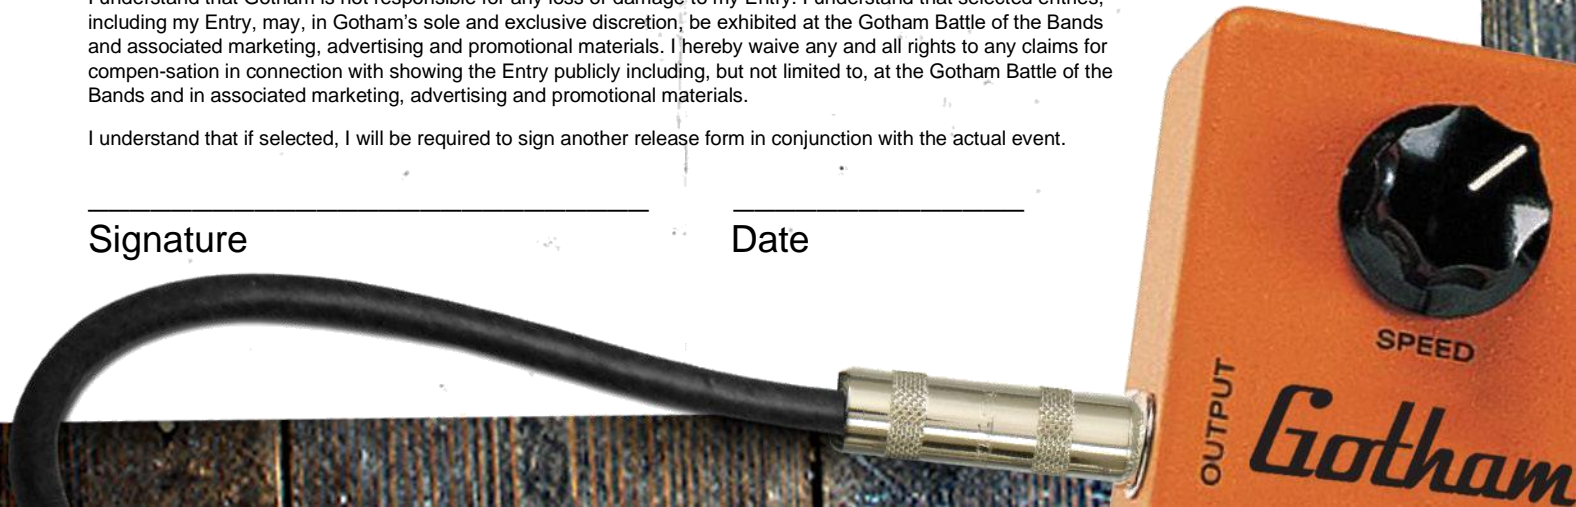 I understand that Gotham is not responsible for any loss or damage to my Entry. I understand that selected entries,
including my Entry, may, in Gotham’s sole and exclusive discretion, be exhibited at the Gotham Battle of the Bands
and associated marketing, advertising and promotional materials. I hereby waive any and all rights to any claims for
compen-sation in connection with showing the Entry publicly including, but not limited to, at the Gotham Battle of the
Bands and in associated marketing, advertising and promotional materials.
I understand that if selected, I will be required to sign another release form in conjunction with the actual event.
Signature
Date
SPEED
OUTPUT
Gotham